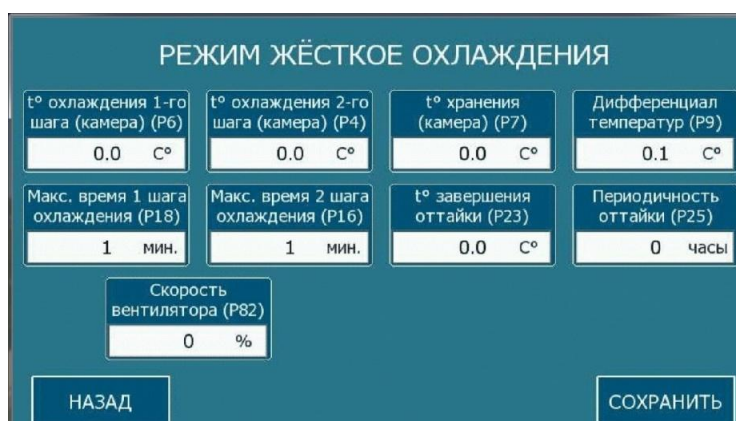 РЕЖИМ ЖЁСТКОЕ ОХЛАЖДЕНИЯ
t° охлаждения 1-го
шага (камера) (P6)
0.0 C°
t° охлаждения 2-го
шага (камера) (P4)
0.0 C°
t° хранения
(камера) (P7)
0.0 C°
Дифференциал
температур (P9)
0.1 C°
Макс. время 1 шага
охлаждения (P18)
1 мин.
Макс. время 2 шага
охлаждения (P16)
1 мин.
t° завершения
оттайки (P23)
0.0 C°
Периодичность
оттайки (P25)
0 часы
Скорость
вентилятора (P82)
0 %
НАЗАД
СОХРАНИТЬ